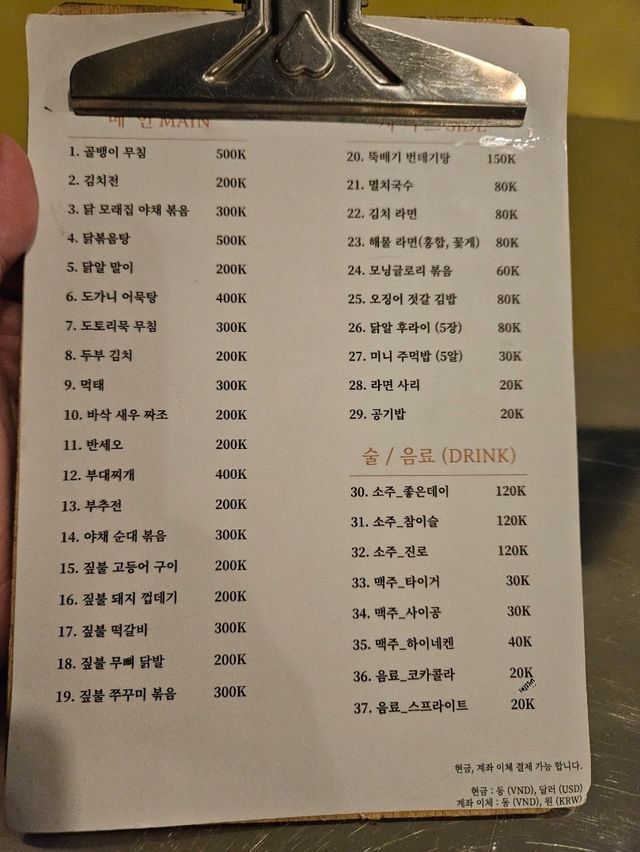 메 인 MAIN
1. 골뱅이 무침 500K
2. 김치전 200K
3. 닭 모래집 야채 볶음 300K
4. 닭볶음탕 500K
5. 닭알 말이 200K
6. 도가니 어묵탕 400K
7. 도토리묵 무침 300K
8. 두부 김치 200K
9. 먹태 300K
10. 바삭 새우 짜조 200K
11. 반세오 200K
12. 부대찌개 400K
13. 부추전 200K
14. 야채 순대 볶음 300K
15. 짚불 고등어 구이 200K
16. 짚불 돼지 껍데기 200K
17. 짚불 떡갈비 300K
18. 짚불 무뼈 닭발 200K
19. 짚불 쭈꾸미 볶음 300K
SIDE
20. 뚝배기 번데기탕 150K
21. 멸치국수 80K
22. 김치 라면 80K
23. 해물 라면(홍합, 꽃게) 80K
24. 모닝글로리 볶음 60K
25. 오징어 젓갈 김밥 80K
26. 닭알 후라이 (5장) 80K
27. 미니 주먹밥 (5알) 30K
28. 라면 사리 20K
29. 공기밥 20K
술 / 음료 (DRINK)
30. 소주_좋은데이 120K
31. 소주_참이슬 120K
32. 소주_진로 120K
33. 맥주_타이거 30K
34. 맥주_사이공 30K
35. 맥주_하이네켄 40K
36. 음료_코카콜라 20K
37. 음료_스프라이트 20K
현금, 계좌 이체 결제 가능 합니다.
현금 : 동 (VND), 달러 (USD)
계좌 이체 : 동 (VND), 원 (KRW)